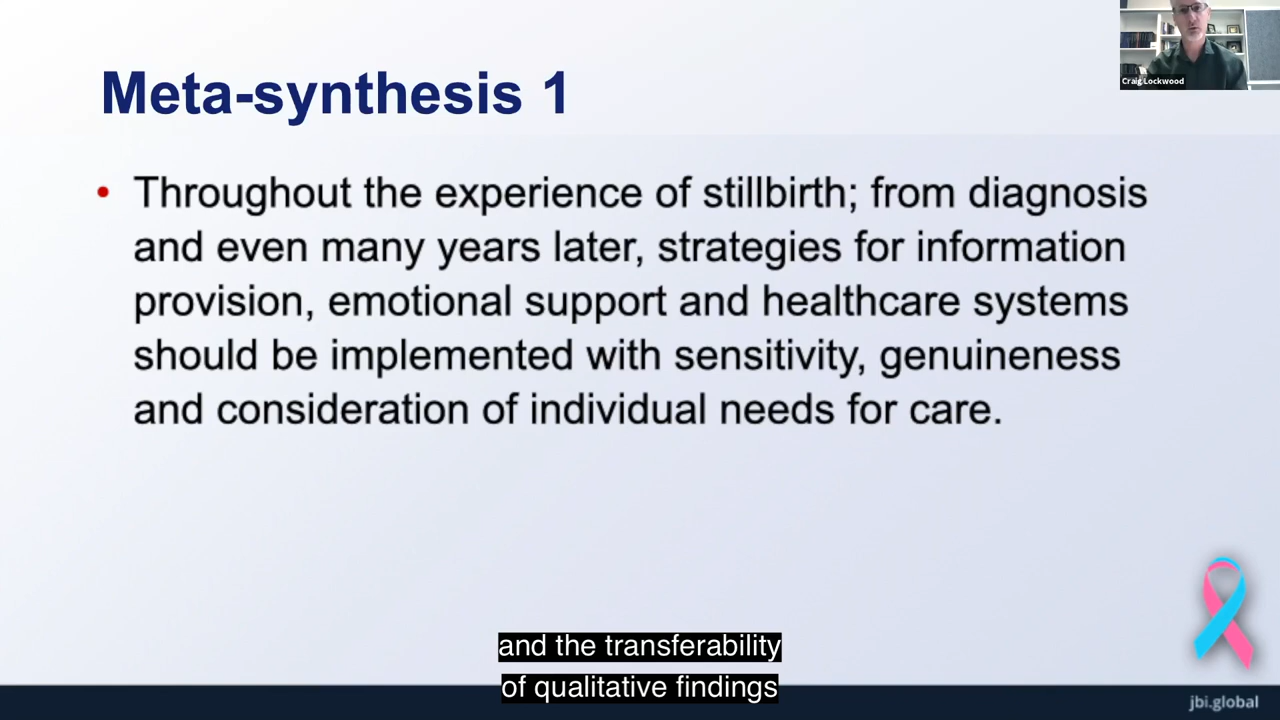 Craig Lockwood
Meta-synthesis 1
• Throughout the experience of stillbirth; from diagnosis
and even many years later, strategies for information
provision, emotional support and healthcare systems
should be implemented with sensitivity, genuineness
and consideration of individual needs for care.
and the transferability
of qualitative findings
jbi.global